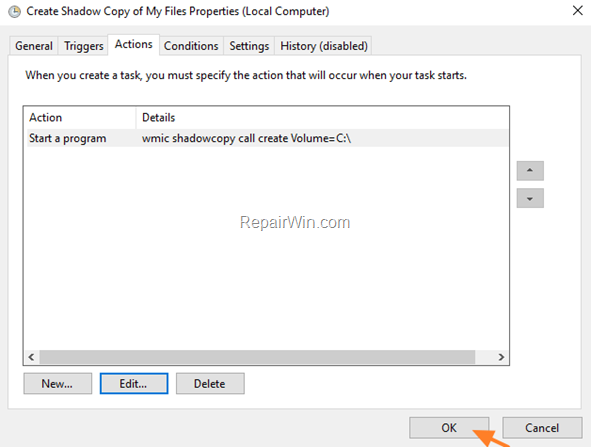 Create Shadow Copy of My Files Properties (Local Computer)
General Triggers Actions Conditions Settings History (disabled)
When you create a task, you must specify the action that will occur when your task starts.
Action Details
Start a program wmic shadowcopy call create Volume=C:\
RepairWin.com
New... Edit... Delete
OK Cancel